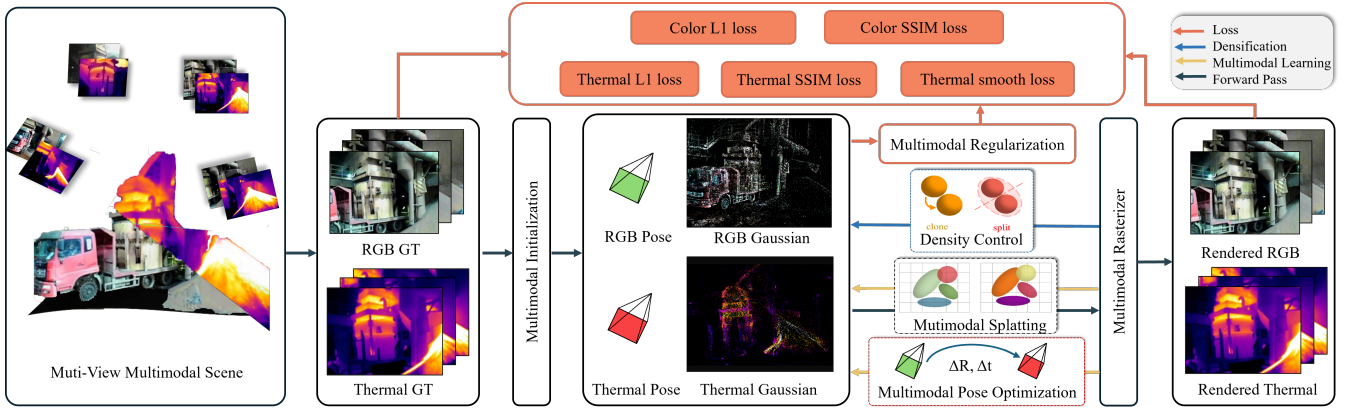 Color L1 loss
Color SSIM loss
Thermal L1 loss
Thermal SSIM loss
Thermal smooth loss
Loss
Densification
Multimodal Learning
Forward Pass
Muti-View Multimodal Scene
RGB GT
Thermal GT
Multimodal Initialization
RGB Pose
RGB Gaussian
Thermal Pose
Thermal Gaussian
Multimodal Regularization
clone
split
Density Control
Mutimodal Splatting
ΔR, Δt
Multimodal Pose Optimization
Multimodal Rasterizer
Rendered RGB
Rendered Thermal